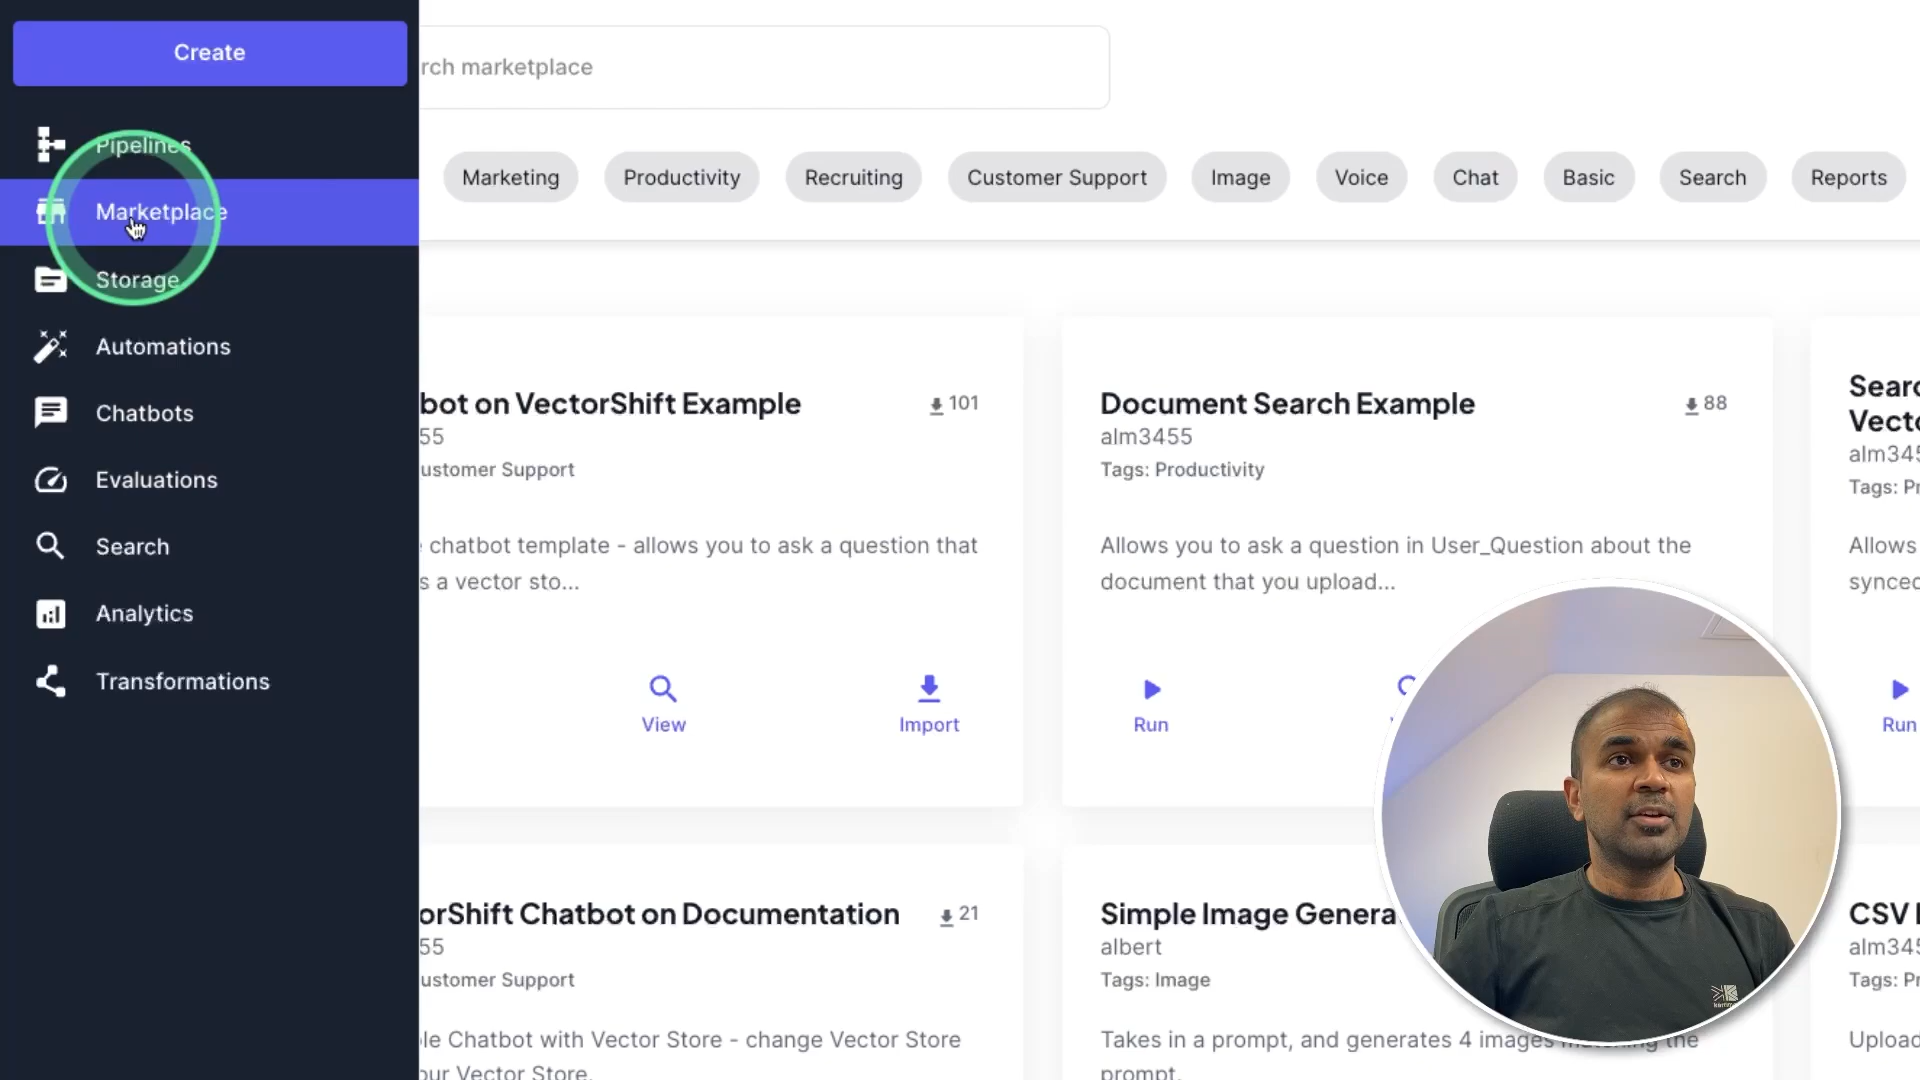 Create
Pipelines
Marketplace
Storage
Automations
Chatbots
Evaluations
Search
Analytics
Transformations
rch marketplace
Marketing
Productivity
Recruiting
Customer Support
Image
Voice
Chat
Basic
Search
Reports
bot on VectorShift Example
101
55
ustomer Support
chatbot template - allows you to ask a question that
s a vector sto...
View
Import
Document Search Example
88
alm3455
Tags: Productivity
Allows you to ask a question in User_Question about the
document that you upload...
Run
Searc
Vecto
alm345
Tags: Pr
Allows
synced
Run
orShift Chatbot on Documentation
21
55
ustomer Support
le Chatbot with Vector Store - change Vector Store
our Vector Store.
Simple Image Genera
albert
Tags: Image
Takes in a prompt, and generates 4 images matching the
prompt.
CSV
alm345
Tags: Pr
Upload